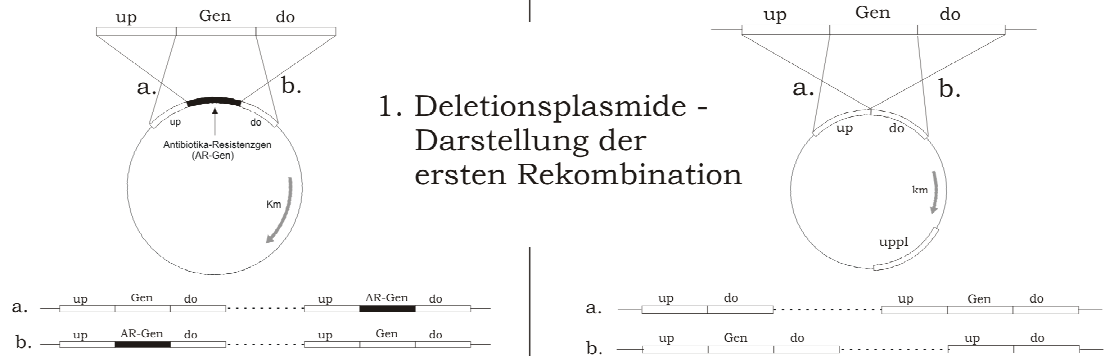 up Gen do
a. b.
up do
Antibiotika-Resistenzgen
(AR-Gen)
Km
a. up Gen do up AR-Gen do
b. up AR-Gen do up Gen do
1. Deletionsplasmide -
Darstellung der
ersten Rekombination
up Gen do
a. b.
up do
km
uppI
a. up do up Gen do
b. up Gen do up do